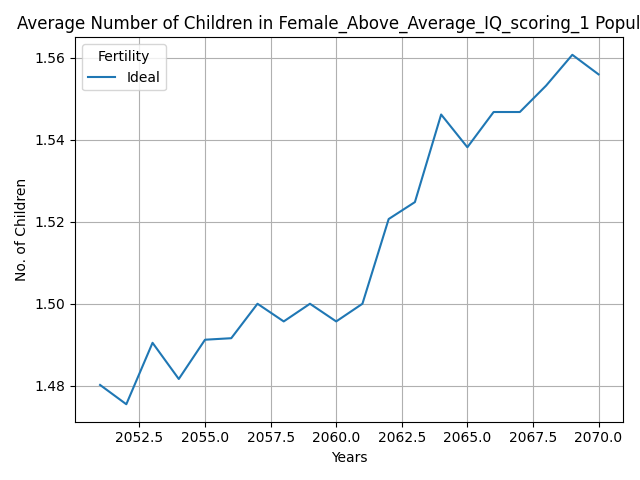 Average Number of Children in Female_Above_Average_IQ_scoring_1 Popul
Fertility
Ideal
No. of Children
1.56
1.54
1.52
1.50
1.48
2052.5 2055.0 2057.5 2060.0 2062.5 2065.0 2067.5 2070.0
Years